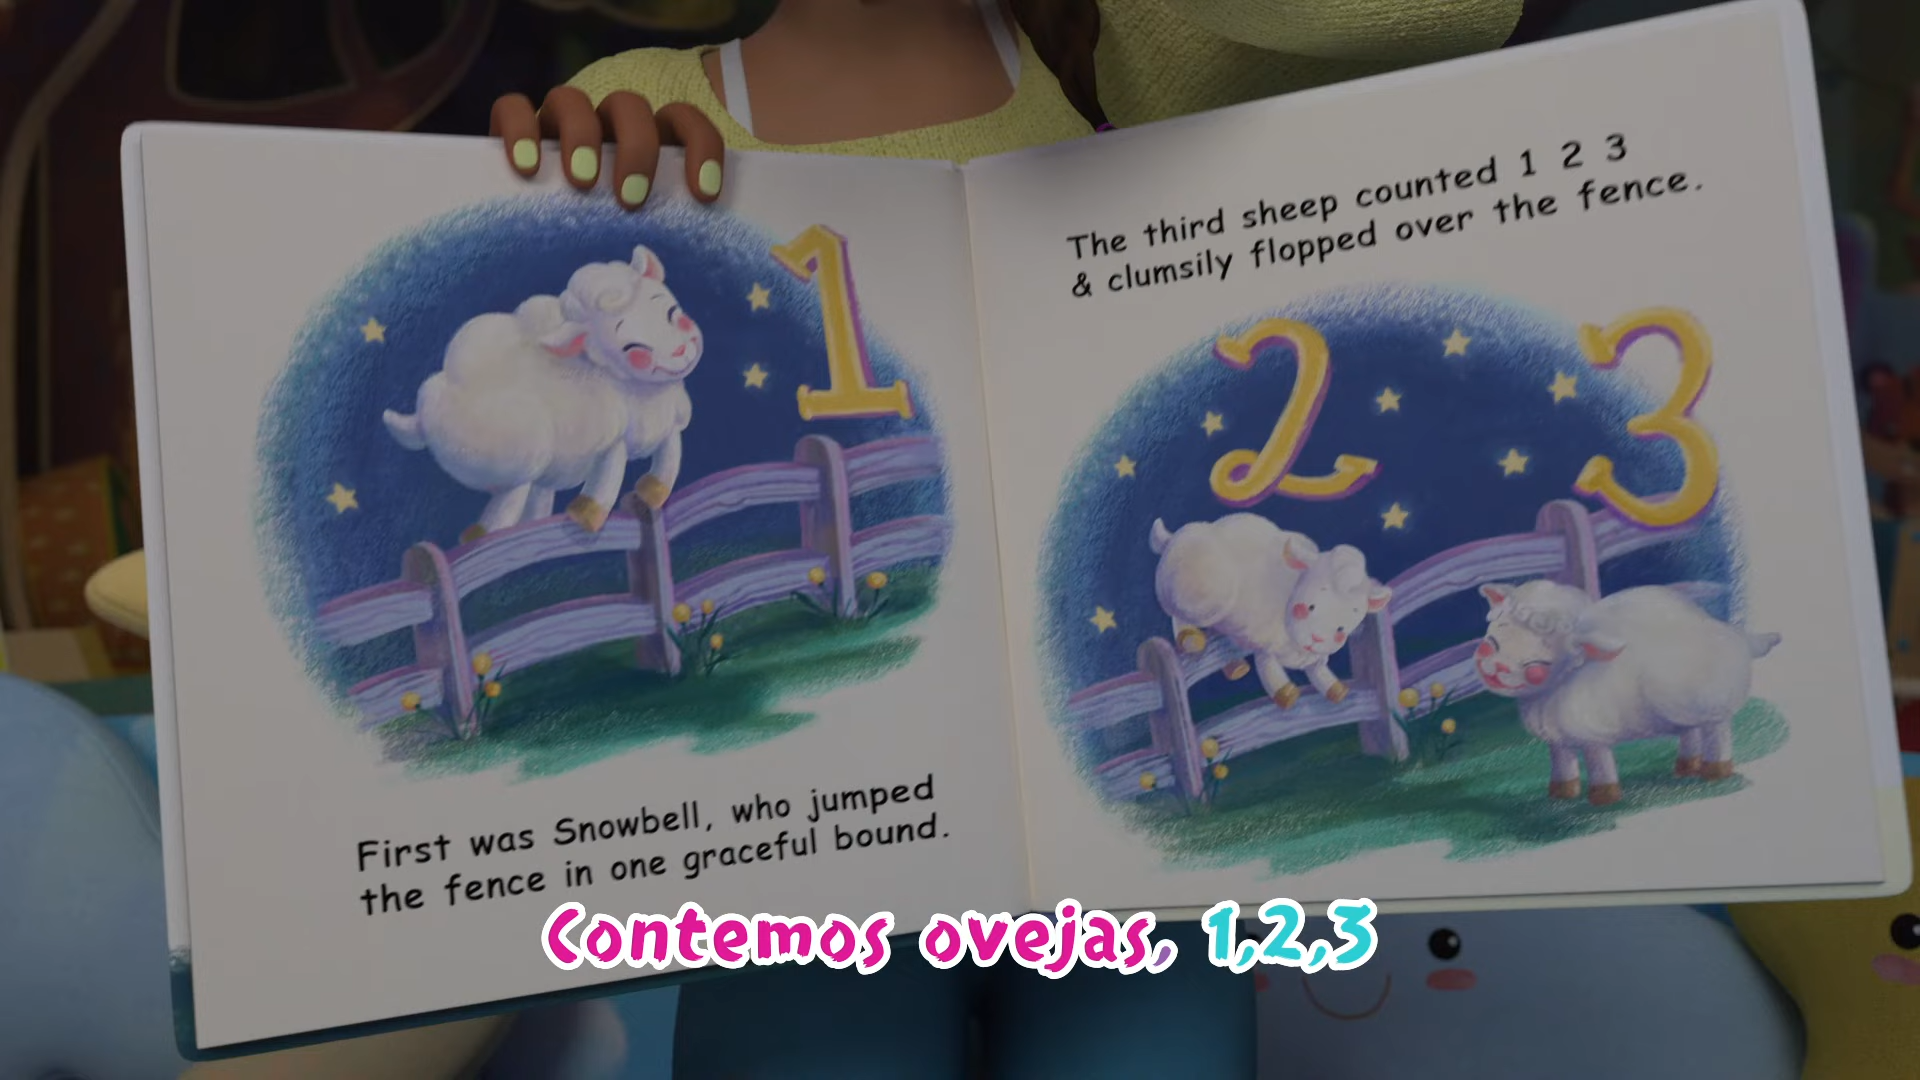 1
First was Snowbell, who jumped
the fence in one graceful bound.
The third sheep counted 1 2 3
& clumsily flopped over the fence.
2 3
Contemos ovejas, 1,2,3